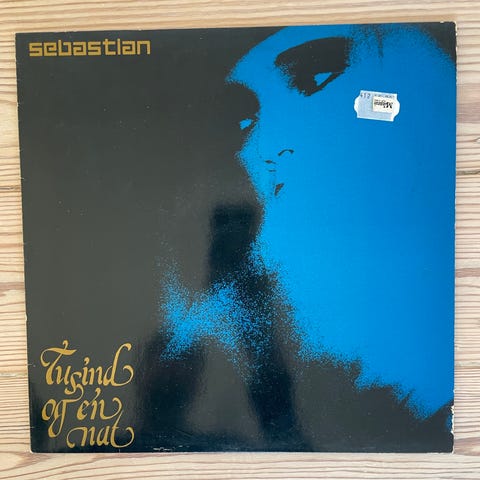 sebastian
Tusind
og én
nat